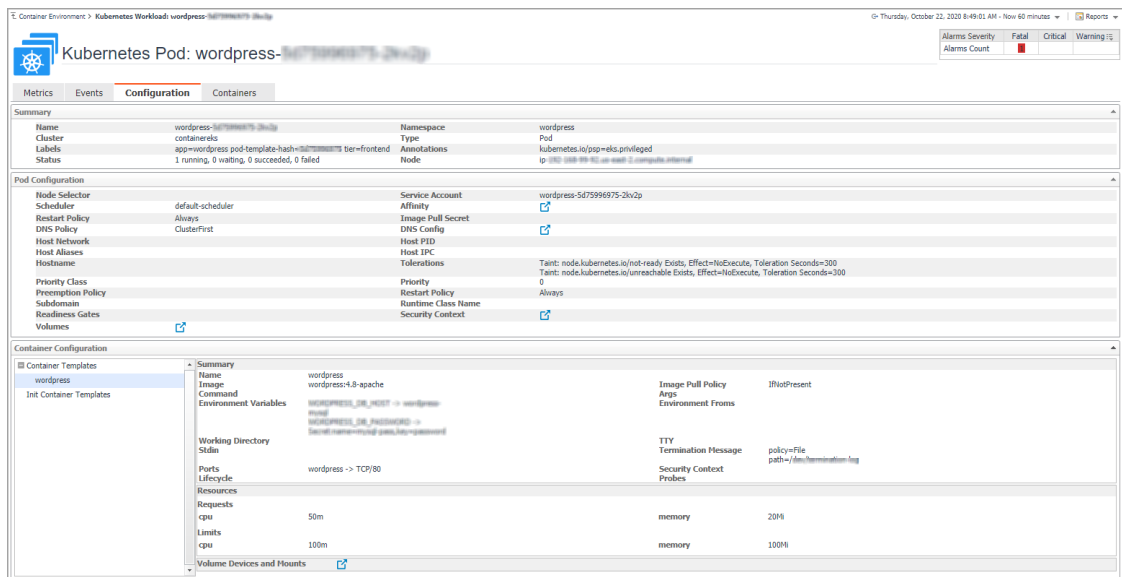 Container Environment > Kubernetes Workload: wordpress-
Thursday, October 22, 2020 8:49:01 AM - Now 60 minutes
Reports
Kubernetes Pod: wordpress-
Alarms Severity Fatal Critical Warning
Alarms Count 1
Metrics Events Configuration Containers
Summary
Name wordpress- Namespace wordpress
Cluster containereks Type Pod
Labels app=wordpress pod-template-hash= tier=frontend Annotations kubernetes.io/psp=eks.privileged
Status 1 running, 0 waiting, 0 succeeded, 0 failed Node ip-
Pod Configuration
Node Selector Service Account wordpress-5d75996975-2kv2p
Scheduler default-scheduler Affinity
Restart Policy Always Image Pull Secret
DNS Policy ClusterFirst DNS Config
Host Network Host PID
Host Aliases Host IPC
Hostname Tolerations Taint: node.kubernetes.io/not-ready Exists, Effect=NoExecute, Toleration Seconds=300
Taint: node.kubernetes.io/unreachable Exists, Effect=NoExecute, Toleration Seconds=300
Priority Class Priority 0
Preemption Policy Restart Policy Always
Subdomain Runtime Class Name
Readiness Gates Security Context
Volumes
Container Configuration
Container Templates
wordpress
Init Container Templates
Summary
Name wordpress
Image wordpress:4.8-apache Image Pull Policy IfNotPresent
Command Args
Environment Variables Environment Froms
Working Directory TTY
Stdin Termination Message policy=File
path=/
Ports wordpress -> TCP/80 Security Context
Lifecycle Probes
Resources
Requests
cpu 50m memory 20Mi
Limits
cpu 100m memory 100Mi
Volume Devices and Mounts